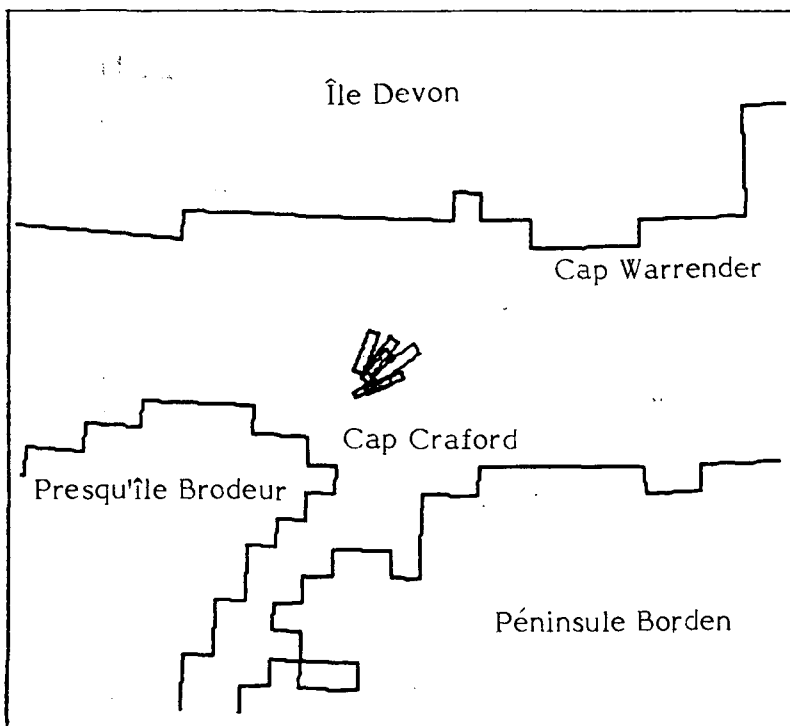 Île Devon
Cap Warrender
Cap Craford
Presqu'île Brodeur
Péninsule Borden